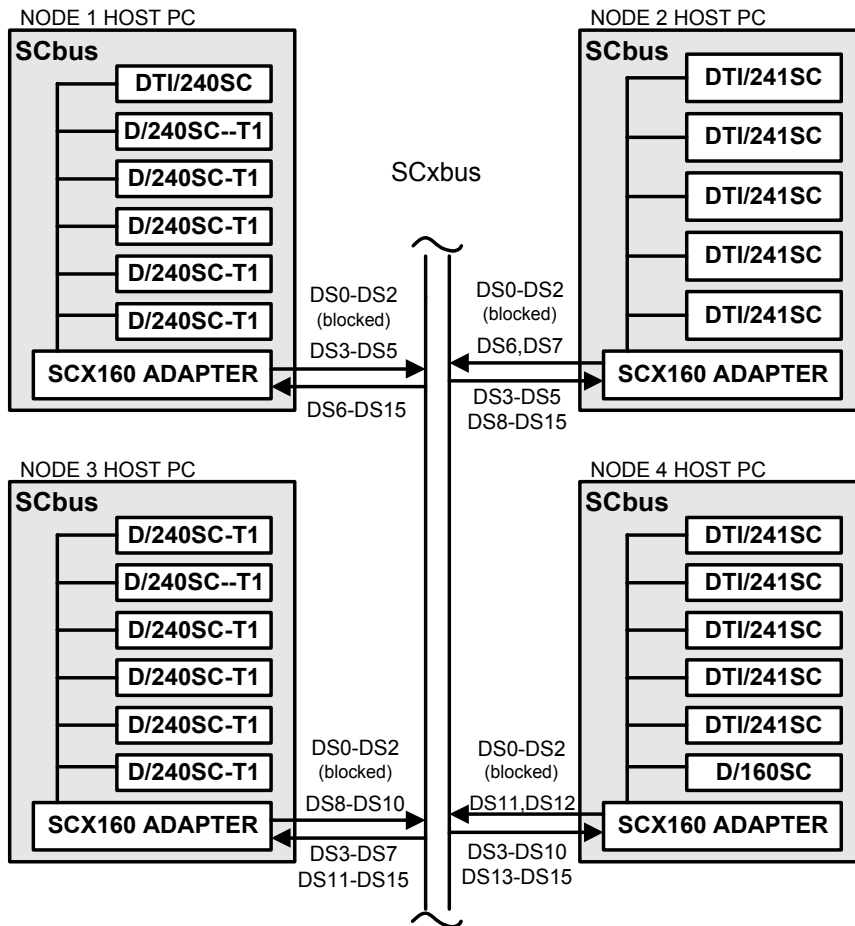 NODE 1 HOST PC
SCbus
DTI/240SC
D/240SC--T1
D/240SC-T1
D/240SC-T1
D/240SC-T1
D/240SC-T1
SCX160 ADAPTER
DS0-DS2
(blocked)
DS3-DS5
DS6-DS15
SCxbus
NODE 2 HOST PC
SCbus
DTI/241SC
DTI/241SC
DTI/241SC
DTI/241SC
DTI/241SC
SCX160 ADAPTER
DS0-DS2
(blocked)
DS6,DS7
DS3-DS5
DS8-DS15
NODE 3 HOST PC
SCbus
D/240SC-T1
D/240SC--T1
D/240SC-T1
D/240SC-T1
D/240SC-T1
D/240SC-T1
SCX160 ADAPTER
DS0-DS2
(blocked)
DS8-DS10
DS3-DS7
DS11-DS15
NODE 4 HOST PC
SCbus
DTI/241SC
DTI/241SC
DTI/241SC
DTI/241SC
DTI/241SC
D/160SC
SCX160 ADAPTER
DS0-DS2
(blocked)
DS11,DS12
DS3-DS10
DS13-DS15